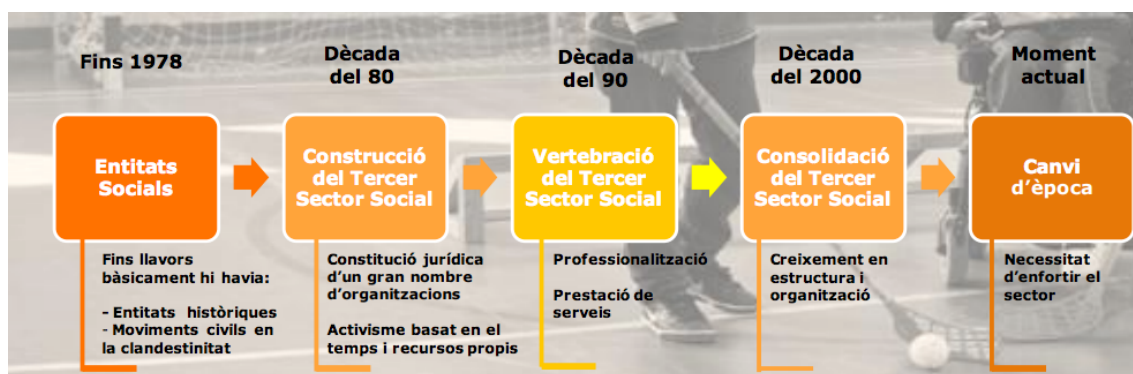 Fins 1978
Dècada
del 80
Dècada
del 90
Dècada
del 2000
Moment
actual
Entitats
Socials
Construcció
del Tercer
Sector Social
Vertebració
del Tercer
Sector Social
Consolidació
del Tercer
Sector Social
Canvi
d'època
Fins llavors
bàsicament hi havia:
- Entitats històriques
- Moviments civils en
la clandestinitat
Constitució jurídica
d'un gran nombre
d'organitzacions
Activisme basat en el
temps i recursos propis
Professionalització
Prestació de
serveis
Creixement en
estructura i
organització
Necessitat
d'enfortir el
sector